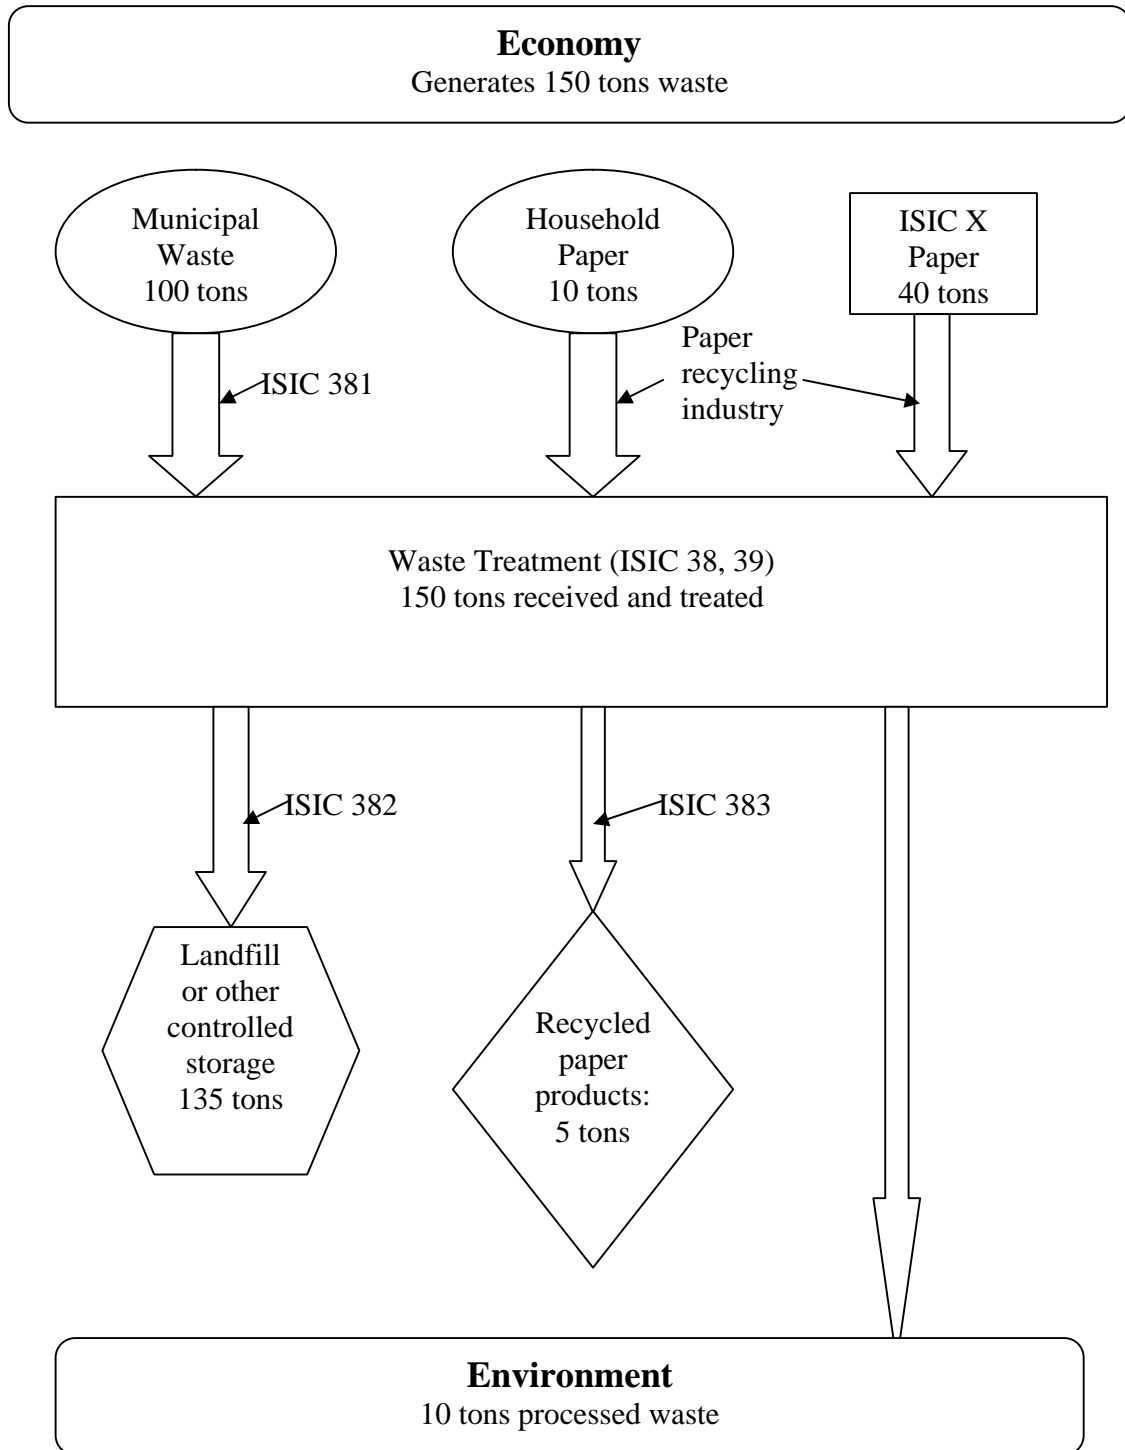 Economy
Generates 150 tons waste
Municipal
Waste
100 tons
Household
Paper
10 tons
ISIC X
Paper
40 tons
ISIC 381
Paper
recycling
industry
Waste Treatment (ISIC 38, 39)
150 tons received and treated
ISIC 382
ISIC 383
Landfill
or other
controlled
storage
135 tons
Recycled
paper
products:
5 tons
Environment
10 tons processed waste